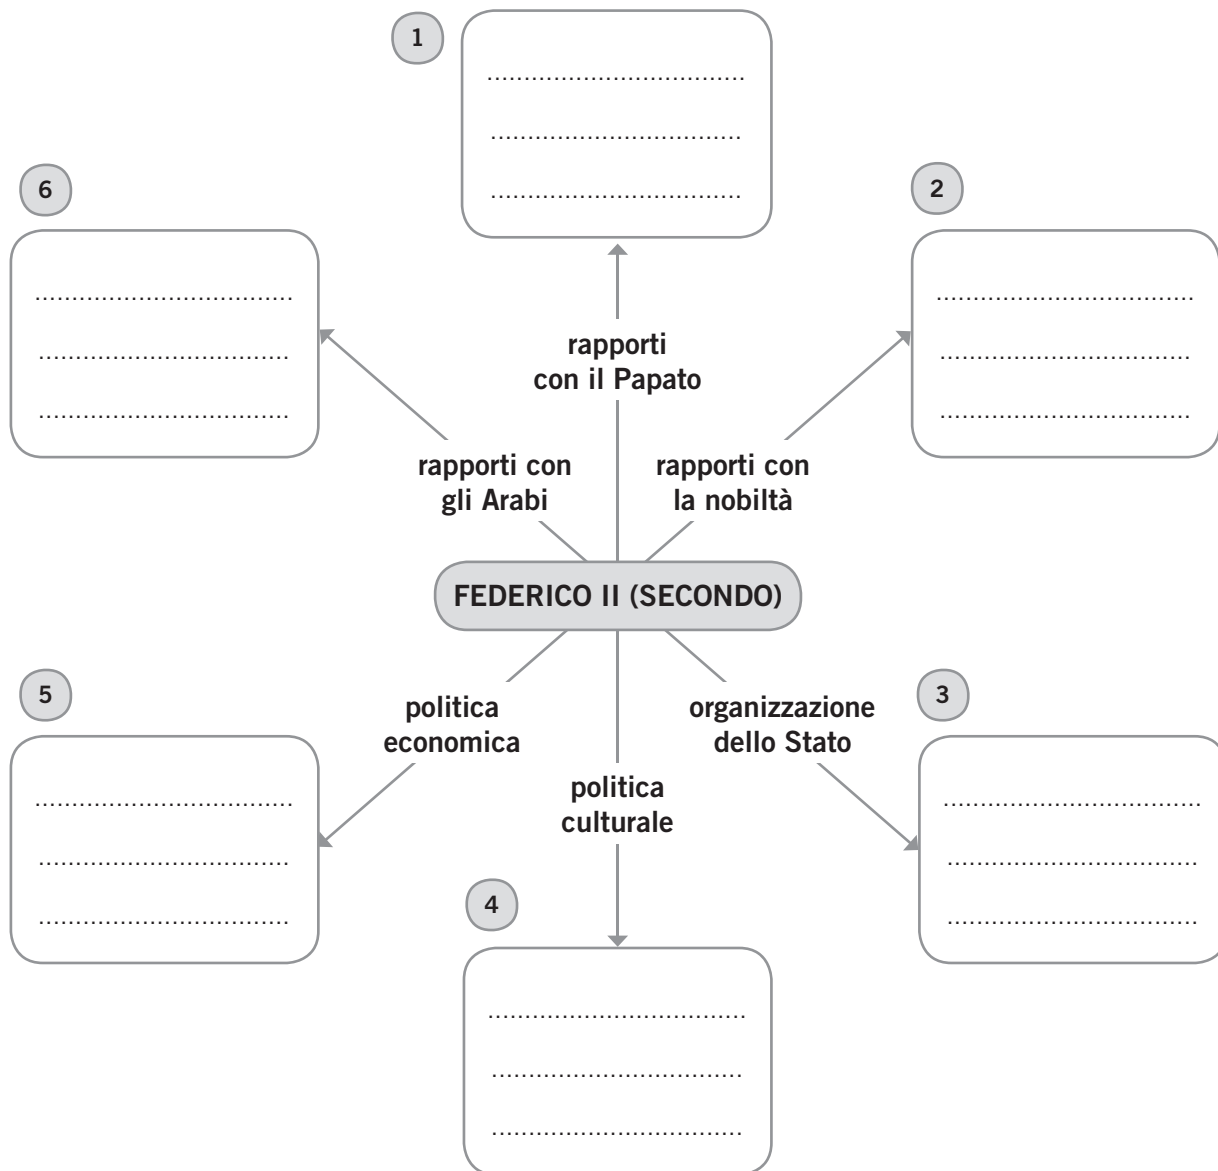 1
...................................
..................................
..................................
6
2
...................................
..................................
..................................
...................................
..................................
..................................
rapporti
con il Papato
rapporti con
gli Arabi
rapporti con
la nobiltà
FEDERICO II (SECONDO)
5
politica
economica
organizzazione
dello Stato
3
...................................
..................................
..................................
politica
culturale
...................................
..................................
..................................
4
...................................
..................................
..................................